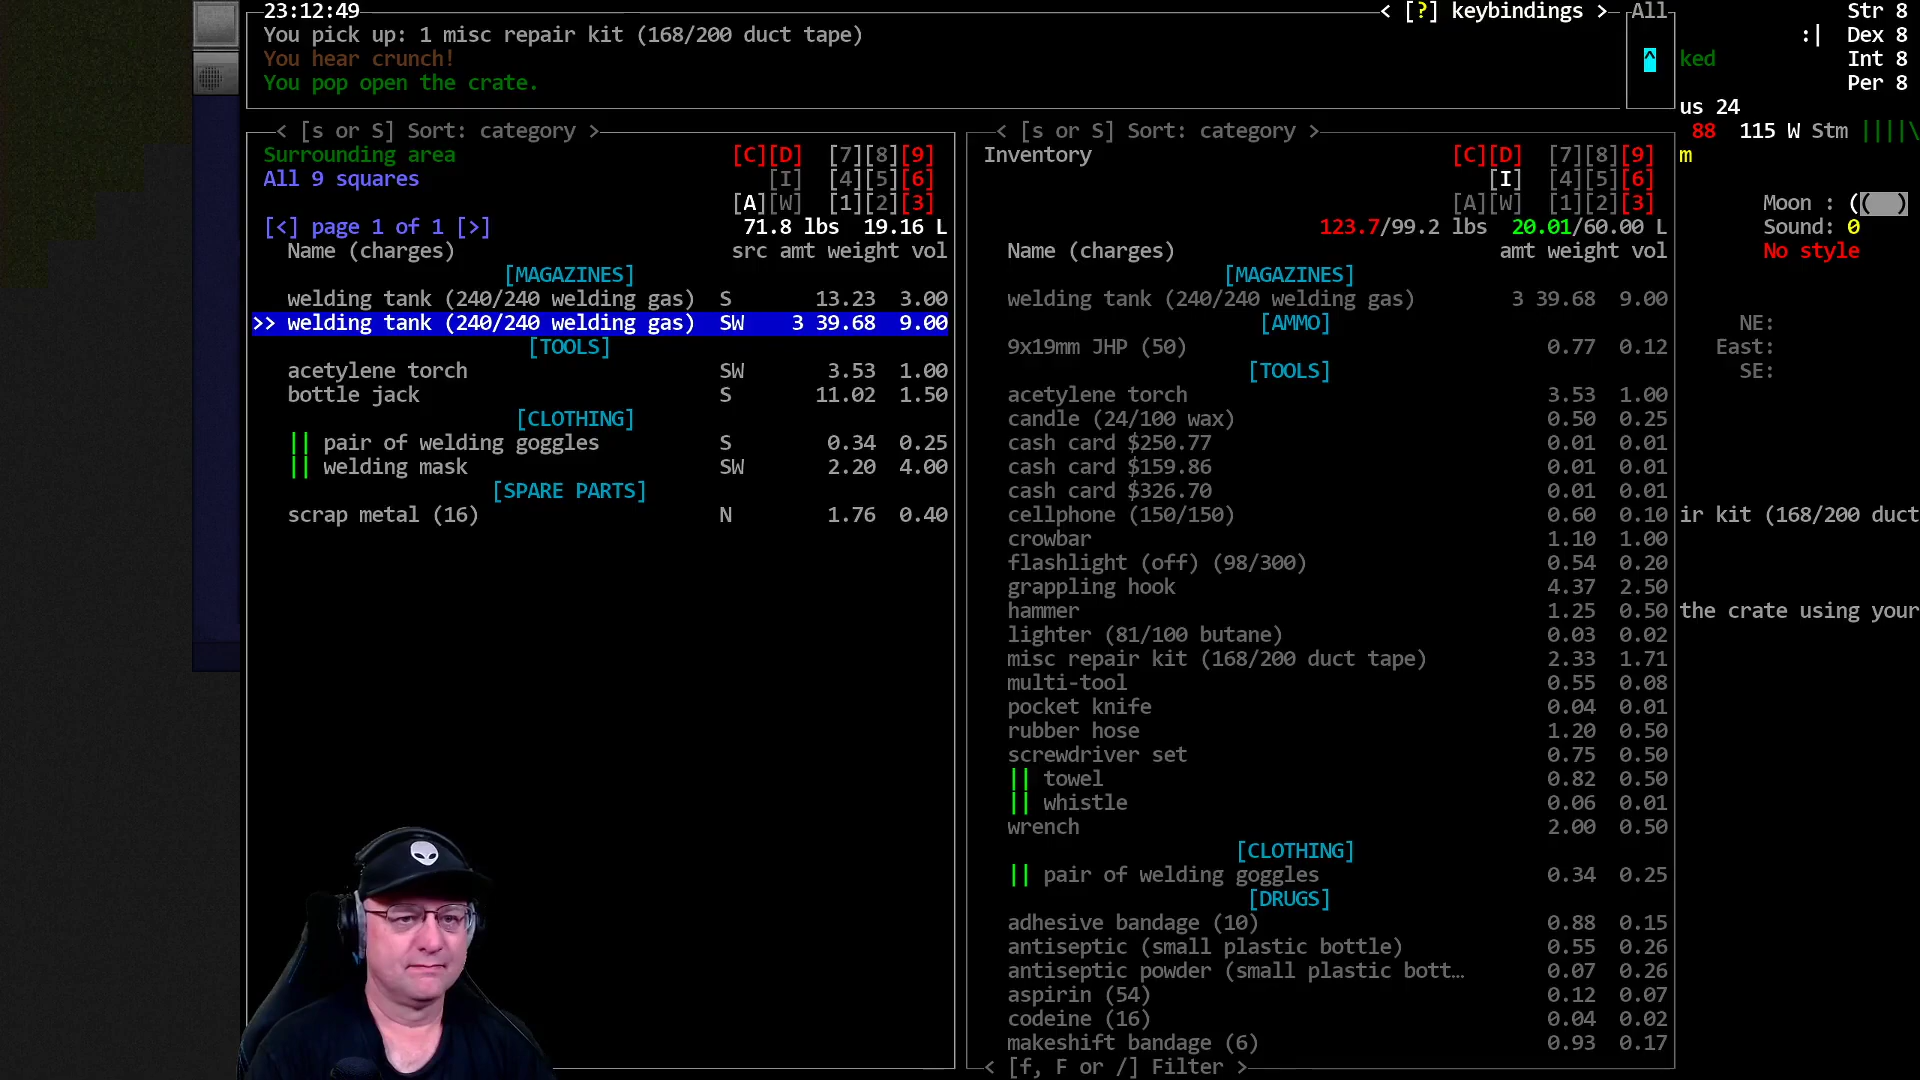 23:12:49
< [?] keybindings >
All
Str 8
You pick up: 1 misc repair kit (168/200 duct tape)
:|
Dex 8
You hear crunch!
^
ked
Int 8
You pop open the crate.
Per 8
us 24
< [s or S] Sort: category >
< [s or S] Sort: category >
88 115 W Stm ||||\
Surrounding area
[C][D] [7][8][9]
Inventory
[C][D] [7][8][9]
m
All 9 squares
[I] [4][5][6]
[I] [4][5][6]
[A][W] [1][2][3]
[A][W] [1][2][3]
Moon : (( )
[<] page 1 of 1 [>]
71.8 lbs 19.16 L
123.7/99.2 lbs 20.01/60.00 L
Sound: 0
Name (charges) src amt weight vol
Name (charges) amt weight vol
No style
[MAGAZINES]
[MAGAZINES]
welding tank (240/240 welding gas) S 13.23 3.00
welding tank (240/240 welding gas) 3 39.68 9.00
>> welding tank (240/240 welding gas) SW 3 39.68 9.00
[AMMO]
NE:
[TOOLS]
9x19mm JHP (50) 0.77 0.12
East:
acetylene torch SW 3.53 1.00
[TOOLS]
SE:
bottle jack S 11.02 1.50
acetylene torch 3.53 1.00
[CLOTHING]
candle (24/100 wax) 0.50 0.25
|| pair of welding goggles S 0.34 0.25
cash card $250.77 0.01 0.01
|| welding mask SW 2.20 4.00
cash card $159.86 0.01 0.01
[SPARE PARTS]
cash card $326.70 0.01 0.01
scrap metal (16) N 1.76 0.40
cellphone (150/150) 0.60 0.10
ir kit (168/200 duct
crowbar 1.10 1.00
flashlight (off) (98/300) 0.54 0.20
grappling hook 4.37 2.50
hammer 1.25 0.50
the crate using your
lighter (81/100 butane) 0.03 0.02
misc repair kit (168/200 duct tape) 2.33 1.71
multi-tool 0.55 0.08
pocket knife 0.04 0.01
rubber hose 1.20 0.50
screwdriver set 0.75 0.50
|| towel 0.82 0.50
|| whistle 0.06 0.01
wrench 2.00 0.50
[CLOTHING]
|| pair of welding goggles 0.34 0.25
[DRUGS]
adhesive bandage (10) 0.88 0.15
antiseptic (small plastic bottle) 0.55 0.26
antiseptic powder (small plastic bott… 0.07 0.26
aspirin (54) 0.12 0.07
codeine (16) 0.04 0.02
makeshift bandage (6) 0.93 0.17
< [f, F or /] Filter >